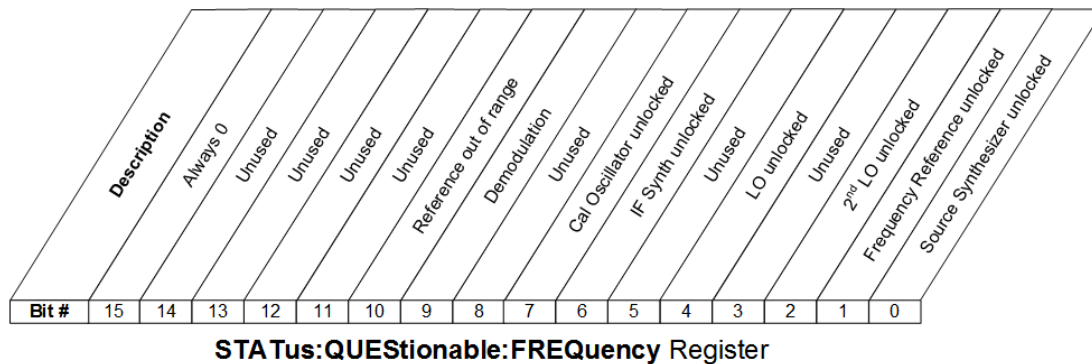 Description
Always 0
Unused
Unused
Unused
Unused
Reference out of range
Demodulation
Unused
Cal Oscillator unlocked
IF Synth unlocked
Unused
LO unlocked
Unused
2nd LO unlocked
Frequency Reference unlocked
Source Synthesizer unlocked
Bit # 15 14 13 12 11 10 9 8 7 6 5 4 3 2 1 0
STATus:QUEStionable:FREQuency Register